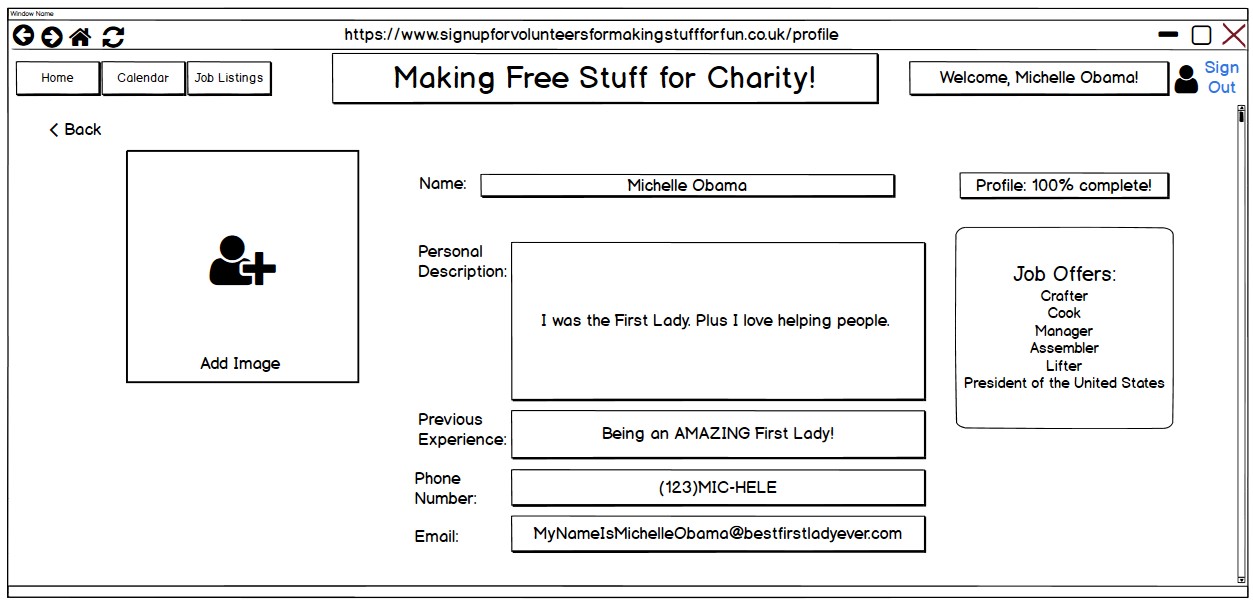 Window Name
https://www.signupforvolunteersformakingstuffforfun.co.uk/profile
Home
Calendar
Job Listings
Making Free Stuff for Charity!
Welcome, Michelle Obama!
Sign
Out
Back
Add Image
Name:
Michelle Obama
Profile: 100% complete!
Personal
Description:
I was the First Lady. Plus I love helping people.
Job Offers:
Crafter
Cook
Manager
Assembler
Lifter
President of the United States
Previous
Experience:
Being an AMAZING First Lady!
Phone
Number:
(123)MIC-HELE
Email:
MyNameIsMichelleObama@bestfirstladyever.com